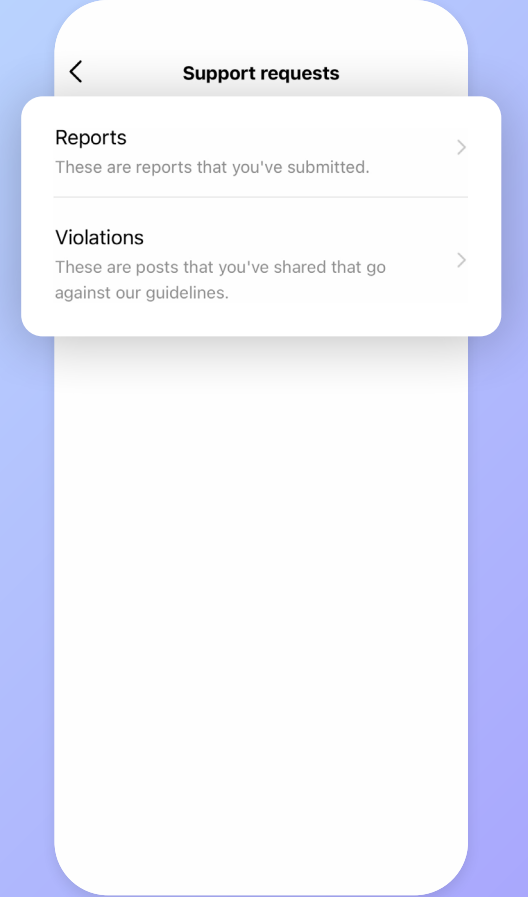 Support requests
Reports
These are reports that you've submitted.
Violations
These are posts that you've shared that go
against our guidelines.